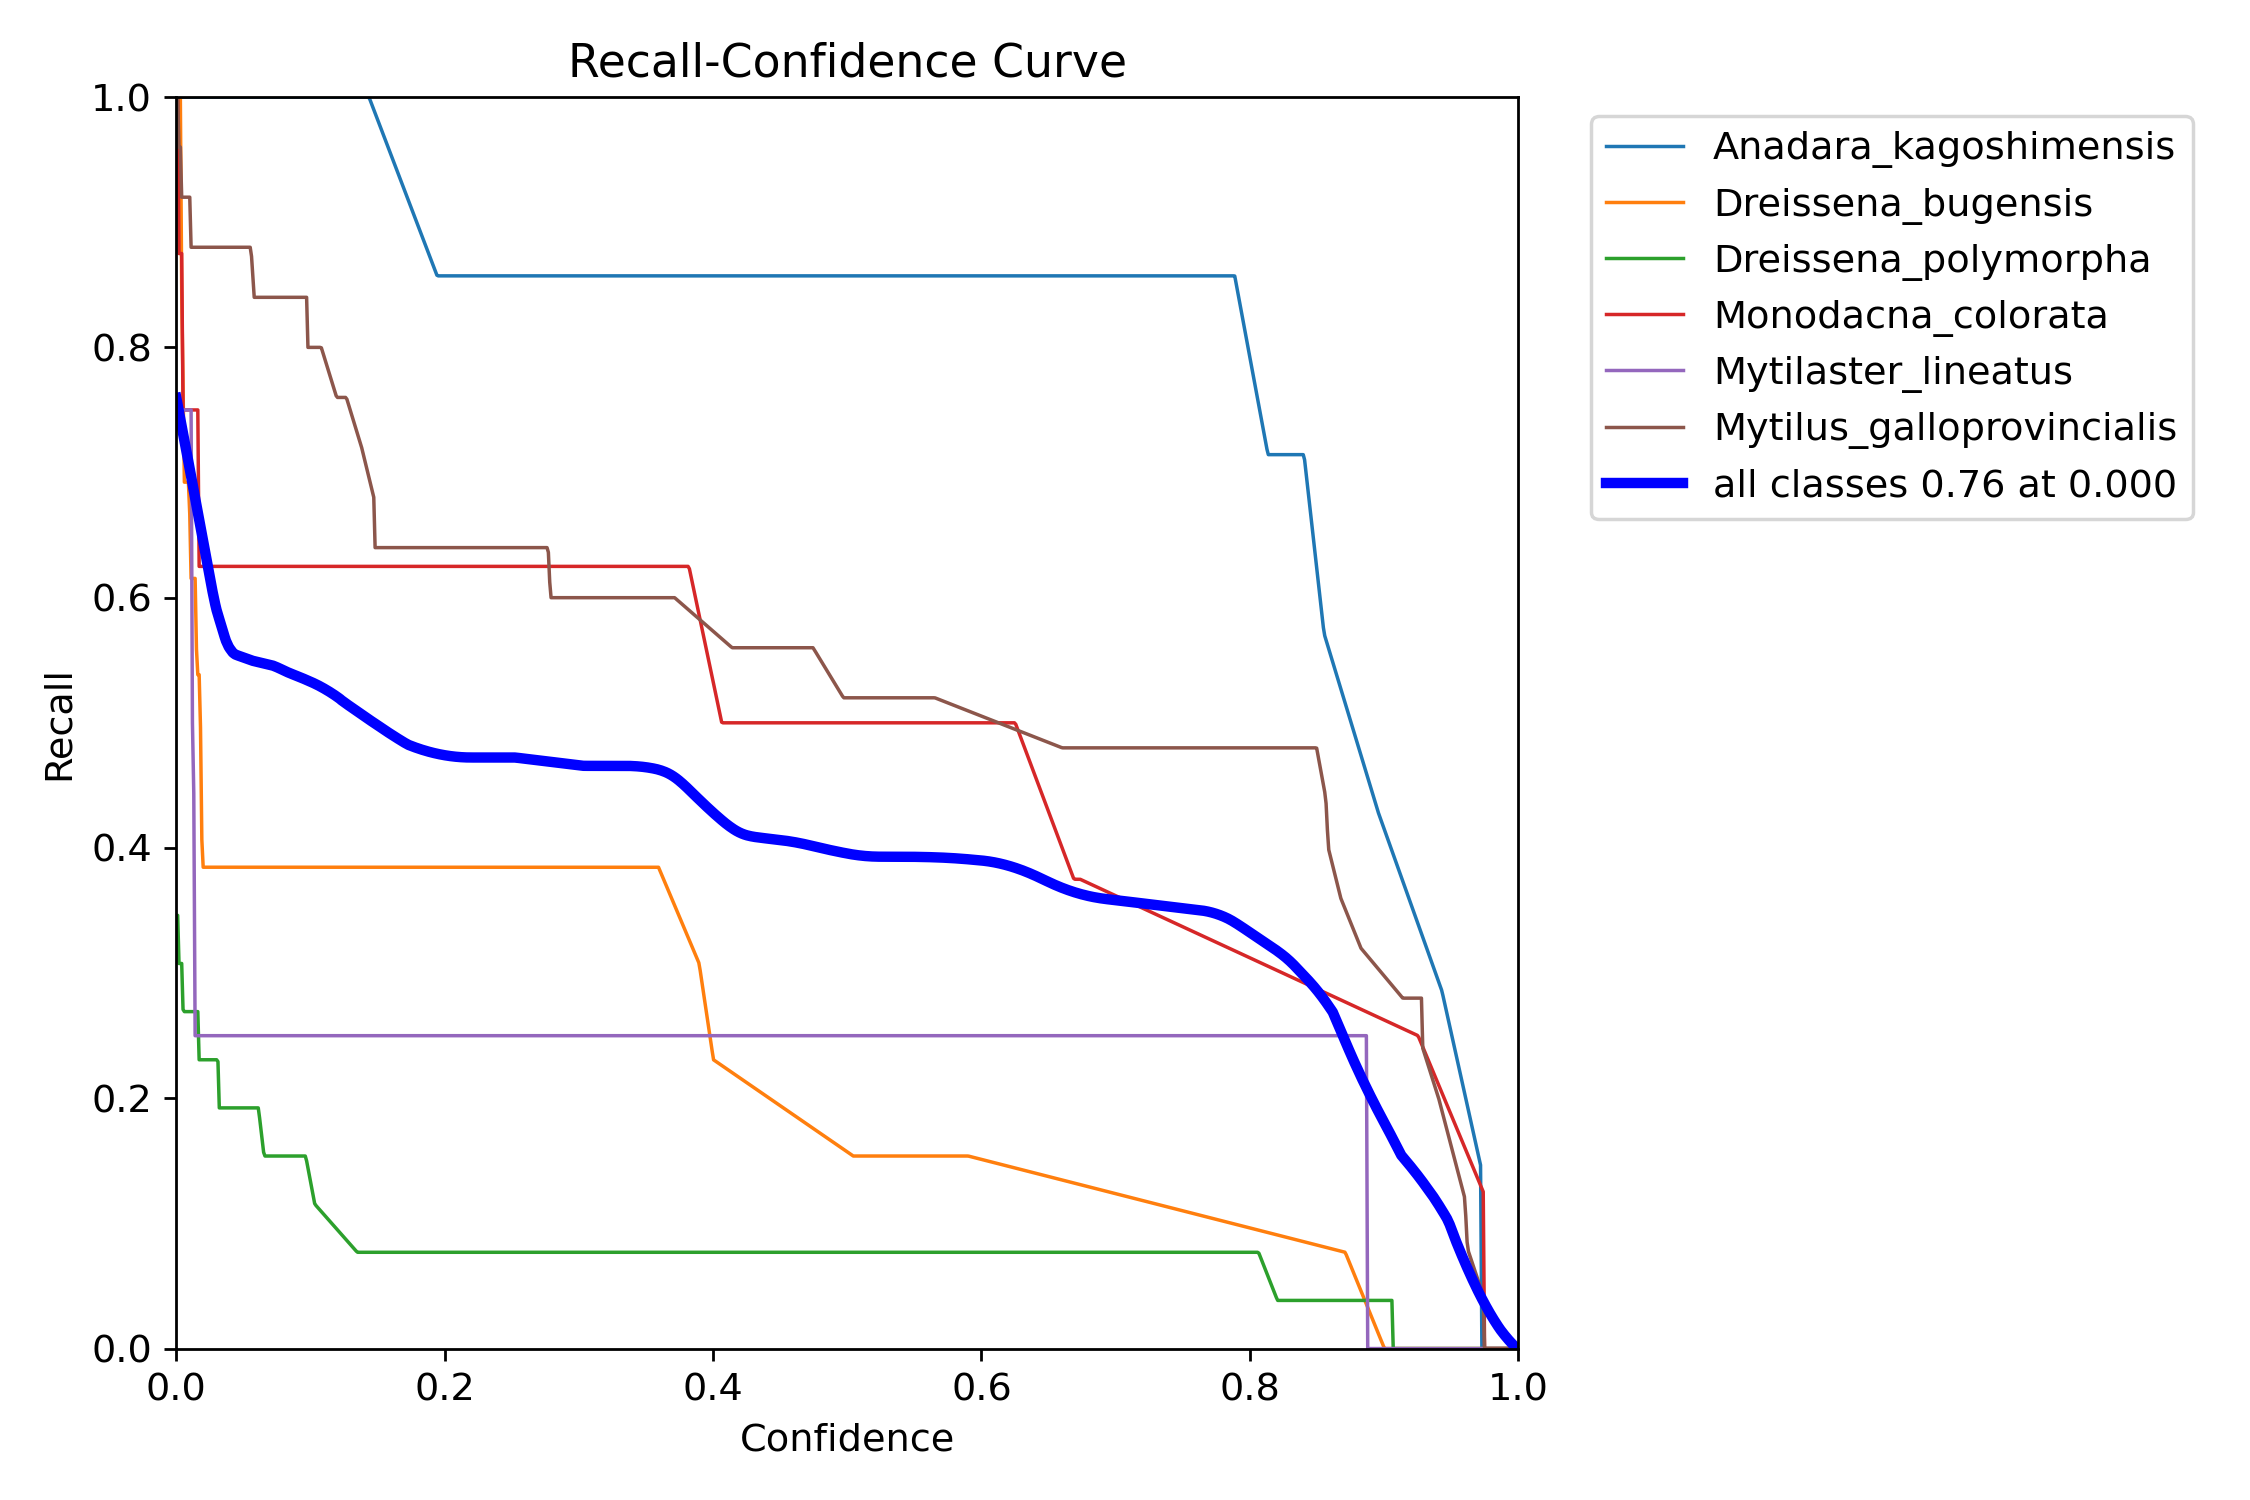 Recall-Confidence Curve
1.0
0.8
0.6
0.4
0.2
0.0
Recall
0.0 0.2 0.4 0.6 0.8 1.0
Confidence
Anadara_kagoshimensis
Dreissena_bugensis
Dreissena_polymorpha
Monodacna_colorata
Mytilaster_lineatus
Mytilus_galloprovincialis
all classes 0.76 at 0.000